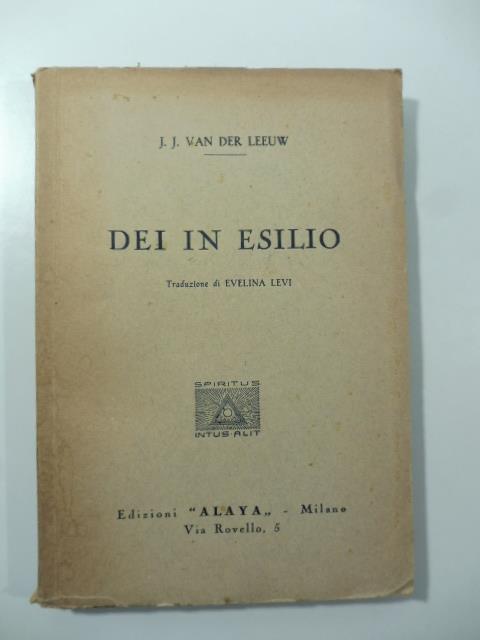 J. J. VAN DER LEEUW
DEI IN ESILIO
Traduzione di EVELINA LEVI
SPIRITUS
INTUS·ALIT
Edizioni "ALAYA„ - Milano
Via Rovello, 5